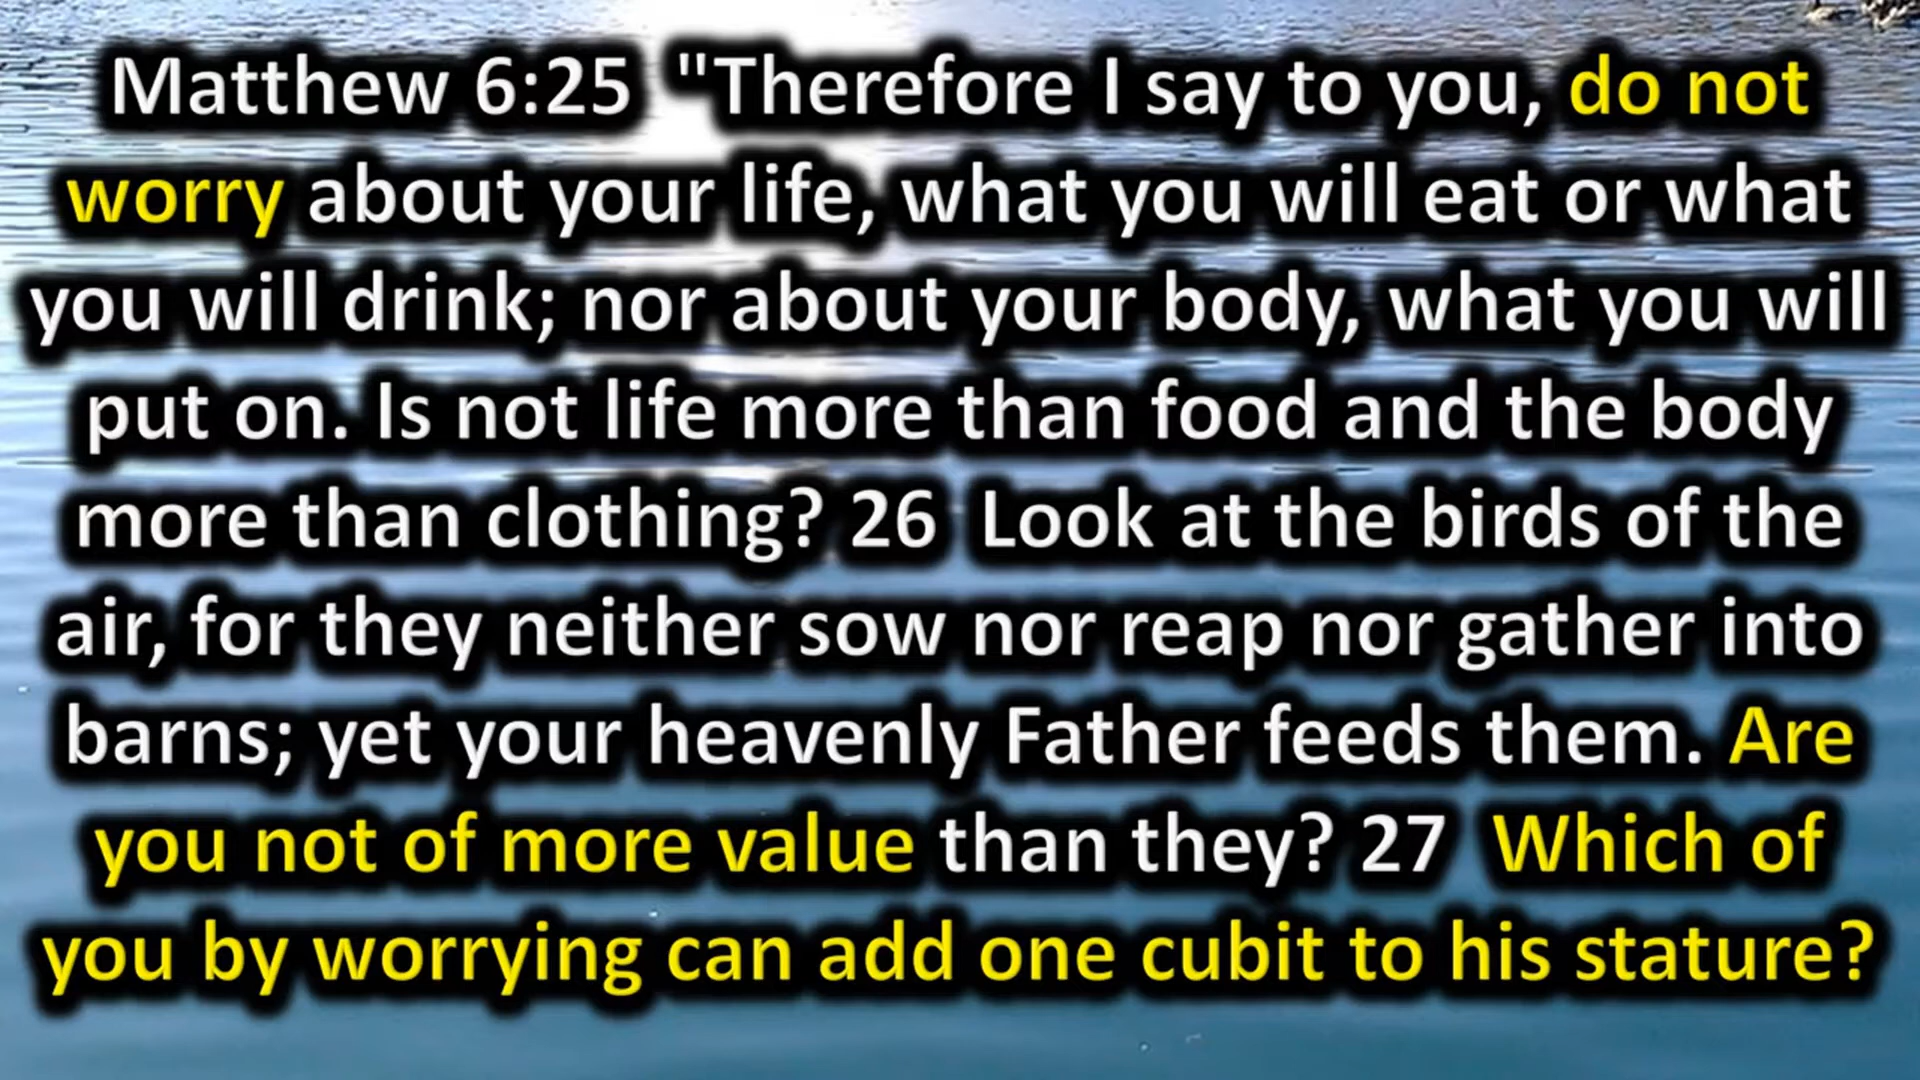 Matthew 6:25  "Therefore I say to you, do not
worry about your life, what you will eat or what
you will drink; nor about your body, what you will
put on. Is not life more than food and the body
more than clothing? 26  Look at the birds of the
air, for they neither sow nor reap nor gather into
barns; yet your heavenly Father feeds them. Are
you not of more value than they? 27  Which of
you by worrying can add one cubit to his stature?